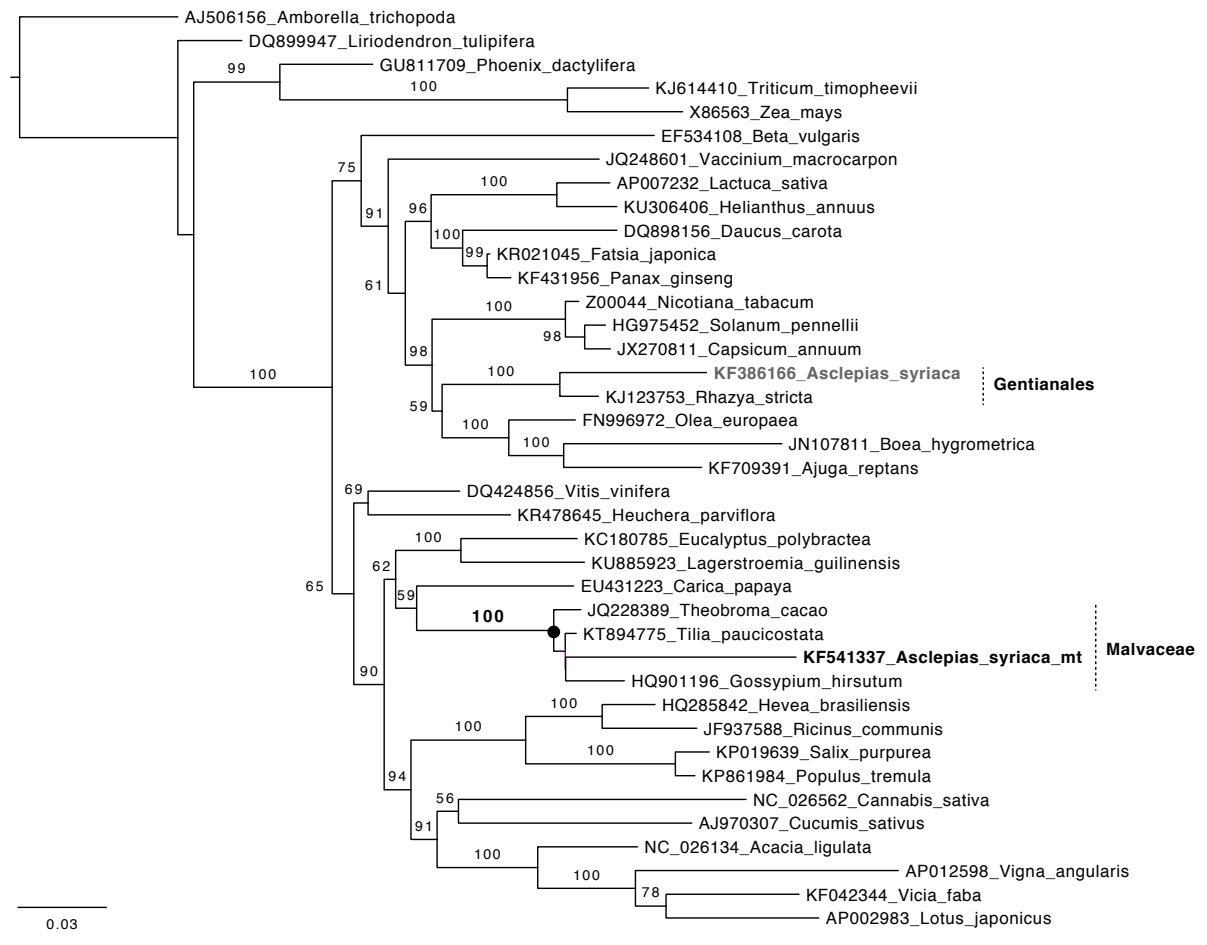 AJ506156_Amborella_trichopoda
DQ899947_Liriodendron_tulipifera
99
GU811709_Phoenix_dactylifera
100
KJ614410_Triticum_timopheevii
X86563_Zea_mays
EF534108_Beta_vulgaris
75
JQ248601_Vaccinium_macrocarpon
100
AP007232_Lactuca_sativa
91
96
KU306406_Helianthus_annuus
100
DQ898156_Daucus_carota
99
KR021045_Fatsia_japonica
KF431956_Panax_ginseng
61
100
Z00044_Nicotiana_tabacum
98
HG975452_Solanum_pennellii
98
JX270811_Capsicum_annuum
100
100
KF386166_Asclepias_syriaca
Gentianales
59
KJ123753_Rhazya_stricta
100
FN996972_Olea_europaea
100
JN107811_Boea_hygrometrica
KF709391_Ajuga_reptans
69
DQ424856_Vitis_vinifera
KR478645_Heuchera_parviflora
100
KC180785_Eucalyptus_polybractea
62
KU885923_Lagerstroemia_guilinensis
65
59
EU431223_Carica_papaya
100
JQ228389_Theobroma_cacao
KT894775_Tilia_paucicostata
Malvaceae
KF541337_Asclepias_syriaca_mt
90
HQ901196_Gossypium_hirsutum
100
HQ285842_Hevea_brasiliensis
100
JF937588_Ricinus_communis
100
KP019639_Salix_purpurea
94
KP861984_Populus_tremula
56
NC_026562_Cannabis_sativa
91
AJ970307_Cucumis_sativus
100
NC_026134_Acacia_ligulata
100
AP012598_Vigna_angularis
78
KF042344_Vicia_faba
AP002983_Lotus_japonicus
0.03